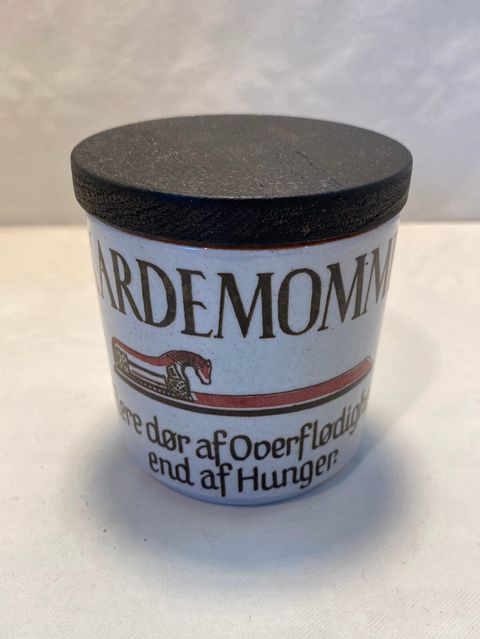 ARDEMOMM
ere dør af Overflødigh
end af Hunger.